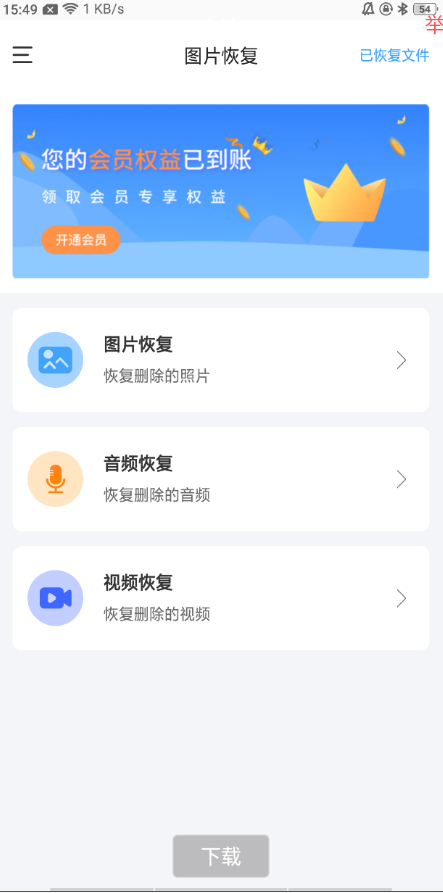 15:49 1 KB/s 54
举
图片恢复 已恢复文件
您的会员权益已到账
领取会员专享权益
开通会员
图片恢复
恢复删除的照片
音频恢复
恢复删除的音频
视频恢复
恢复删除的视频
下载